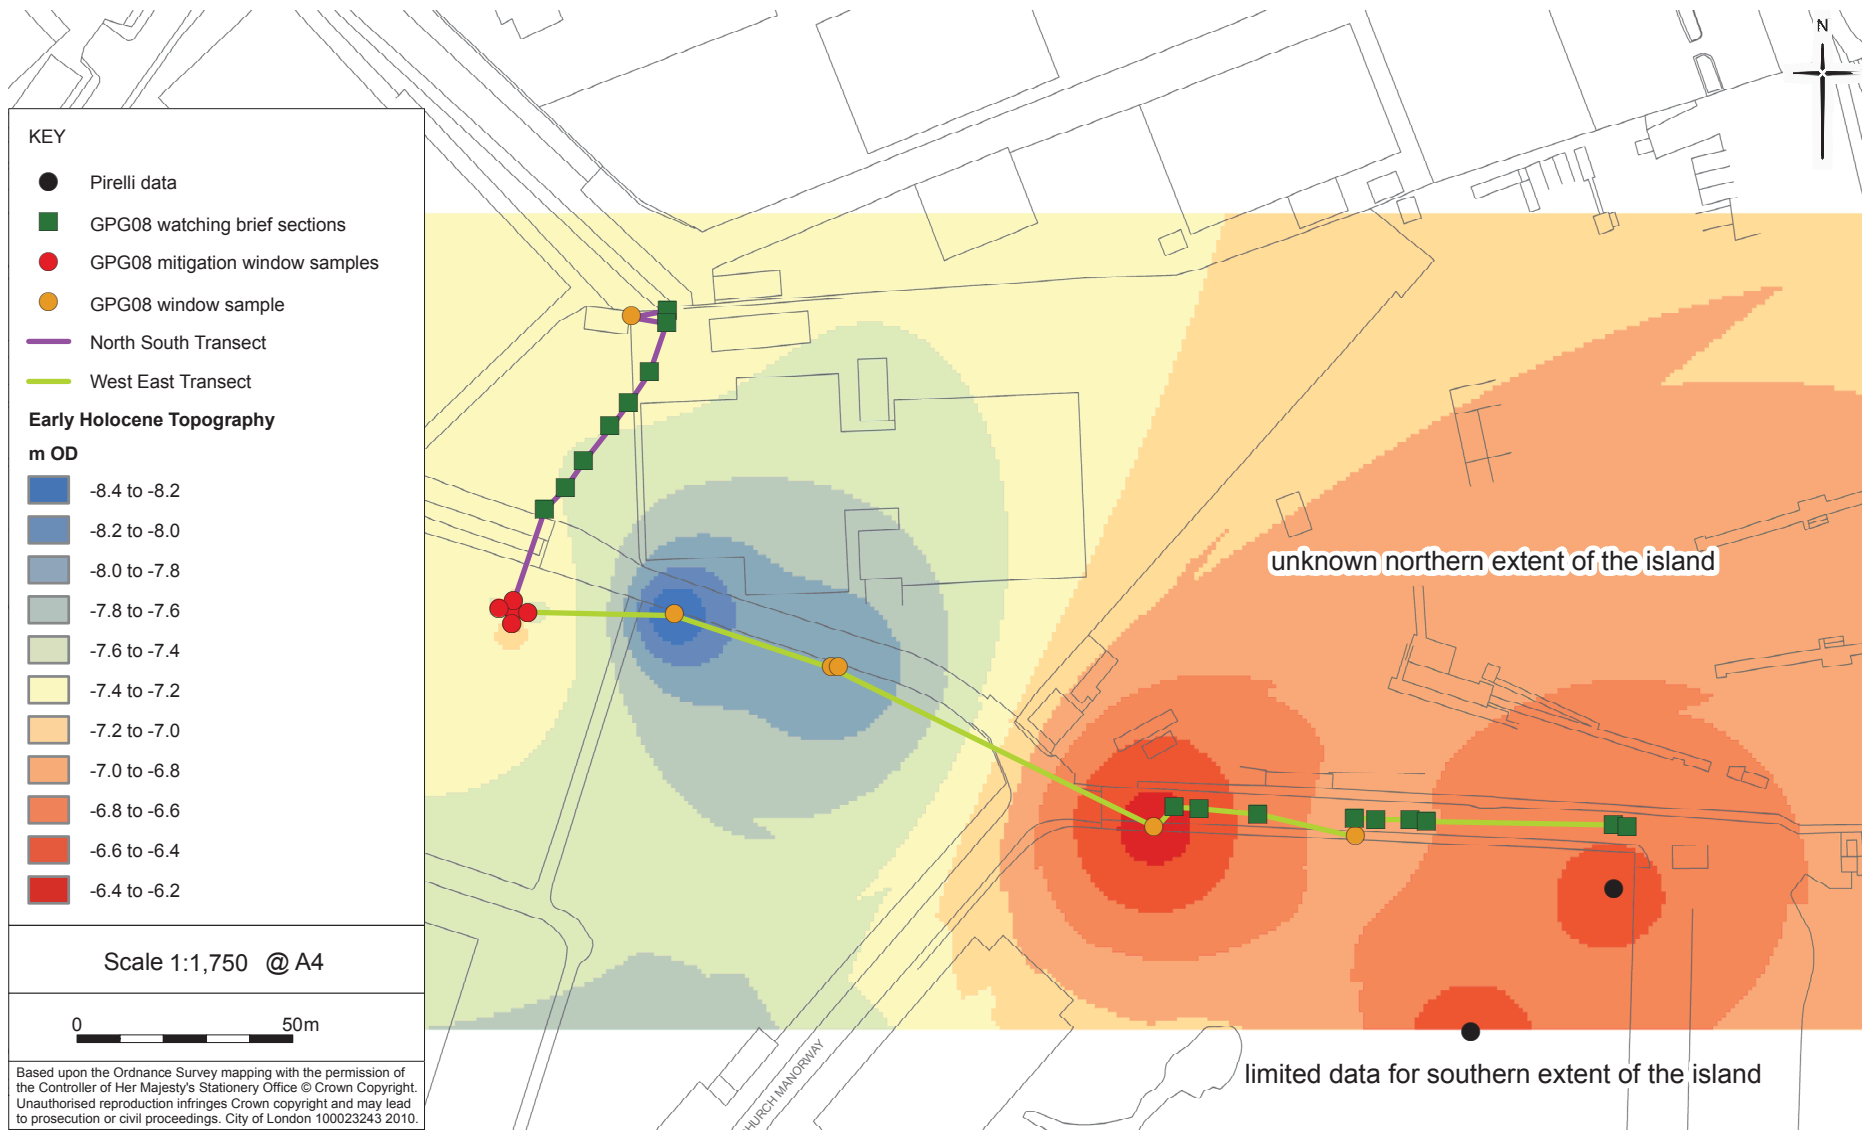 N
KEY
Pirelli data
GPG08 watching brief sections
GPG08 mitigation window samples
GPG08 window sample
North South Transect
West East Transect
Early Holocene Topography
m OD
-8.4 to -8.2
-8.2 to -8.0
-8.0 to -7.8
-7.8 to -7.6
-7.6 to -7.4
-7.4 to -7.2
-7.2 to -7.0
-7.0 to -6.8
-6.8 to -6.6
-6.6 to -6.4
-6.4 to -6.2
Scale 1:1,750 @ A4
0 50m
Based upon the Ordnance Survey mapping with the permission of
the Controller of Her Majesty's Stationery Office © Crown Copyright.
Unauthorised reproduction infringes Crown copyright and may lead
to prosecution or civil proceedings. City of London 100023243 2010.
unknown northern extent of the island
limited data for southern extent of the island
HURCH MANORWAY